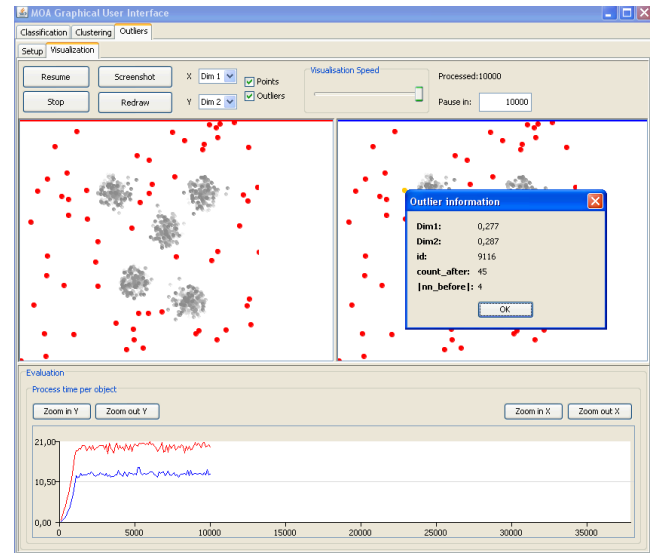 MOA Graphical User Interface
Classification Clustering Outliers
Setup Visualization
Resume Screenshot X Dim 1 Points Visualisation Speed Processed:10000
Stop Redraw Y Dim 2 Outliers Pause in: 10000
Outlier information
Dim1: 0,277
Dim2: 0,287
id: 9116
count_after: 45
|nn_before|: 4
OK
Evaluation
Process time per object
Zoom in Y Zoom out Y Zoom in X Zoom out X
21,00
10,50
0,00
0 5000 10000 15000 20000 25000 30000 35000